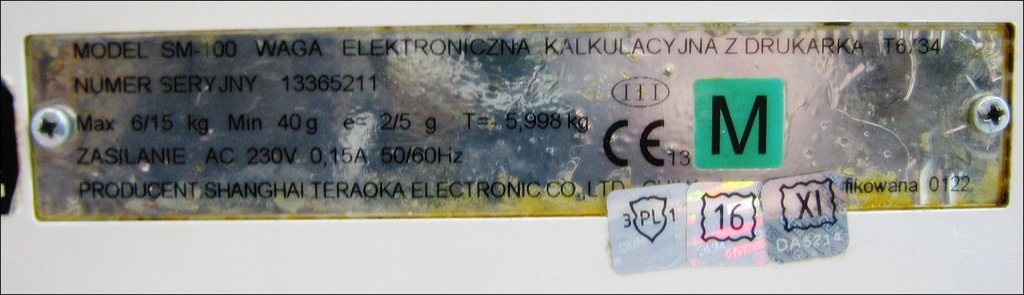 MODEL SM-100 WAGA ELEKTRONICZNA KALKULACYJNA Z DRUKARKĄ T6/34
NUMER SERYJNY 13365211
III
Max 6/15 kg Min 40 g e= 2/5 g T= 5,998 kg
CE 13 M
ZASILANIE AC 230V 0,15A 50/60Hz
PRODUCENT SHANGHAI TERAOKA ELECTRONIC CO, LTD fikowana 0122
3 PL 1 16 XI
DA5214